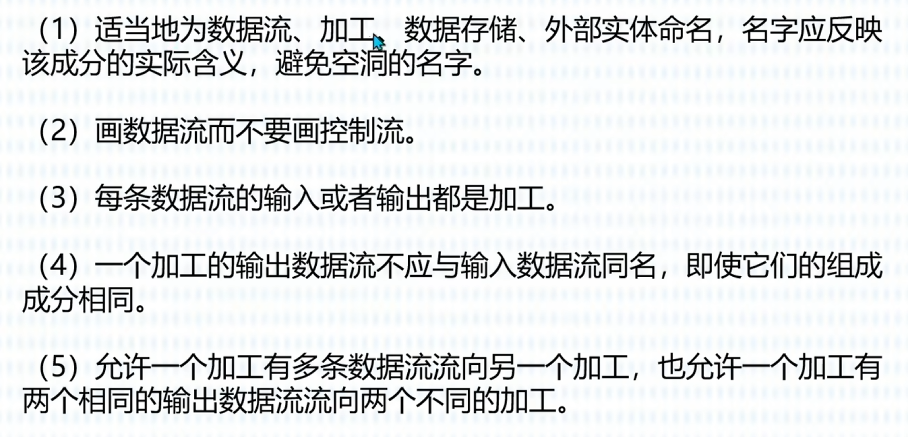 （1）适当地为数据流、加工、数据存储、外部实体命名，名字应反映
该成分的实际含义，避免空洞的名字。
（2）画数据流而不要画控制流。
（3）每条数据流的输入或者输出都是加工。
（4）一个加工的输出数据流不应与输入数据流同名，即使它们的组成
成分相同。
（5）允许一个加工有多条数据流流向另一个加工，也允许一个加工有
两个相同的输出数据流流向两个不同的加工。